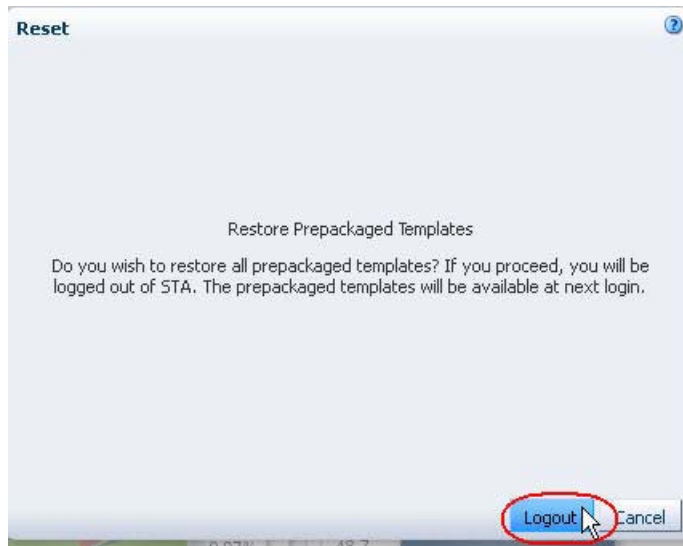 Reset
?
Restore Prepackaged Templates
Do you wish to restore all prepackaged templates? If you proceed, you will be
logged out of STA. The prepackaged templates will be available at next login.
Logout
Cancel